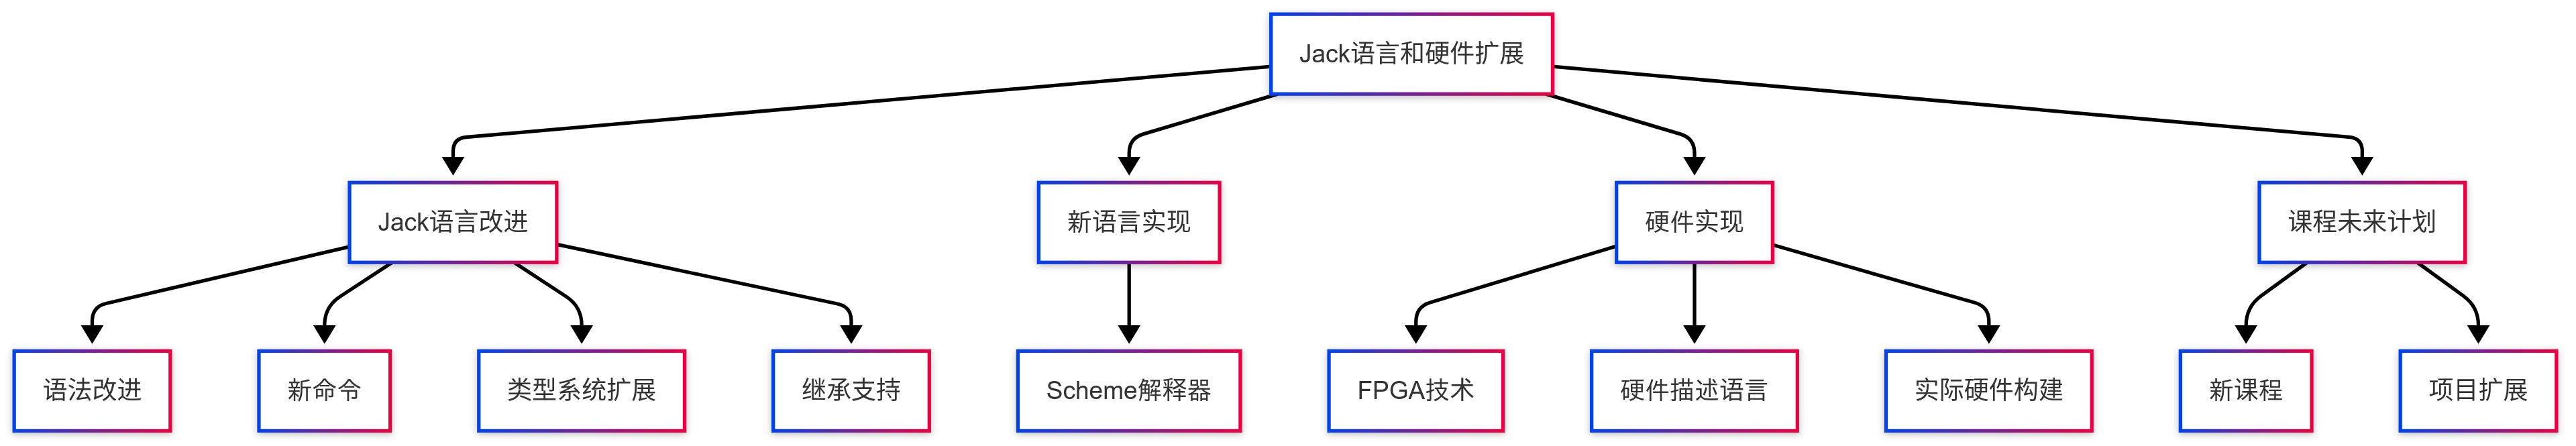 Jack语言和硬件扩展
Jack语言改进
新语言实现
硬件实现
课程未来计划
语法改进
新命令
类型系统扩展
继承支持
Scheme解释器
FPGA技术
硬件描述语言
实际硬件构建
新课程
项目扩展